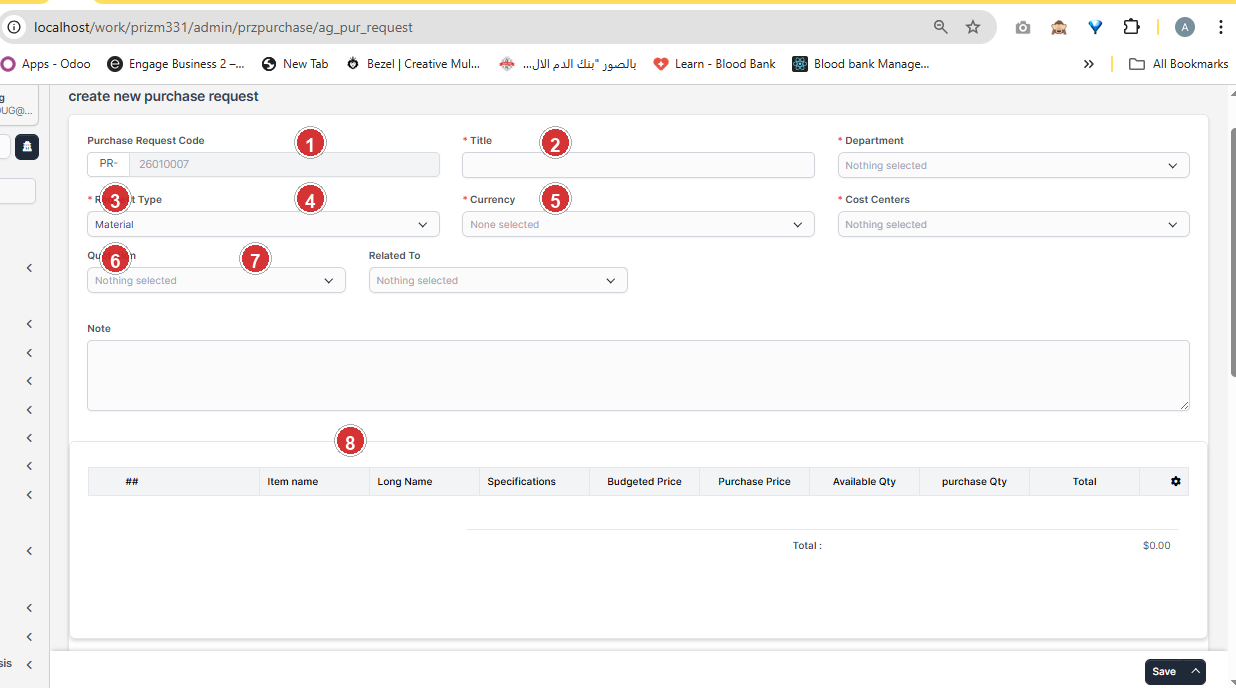 localhost/work/prizm331/admin/przpurchase/ag_pur_request
A
Apps - Odoo
Engage Business 2 –...
New Tab
Bezel | Creative Mul...
بالصور "بنك الدم الال...
Learn - Blood Bank
Blood bank Manage...
»
All Bookmarks
g
UG@...
create new purchase request
Purchase Request Code
1
* Title
2
* Department
PR-
26010007
Nothing selected
3
Type
4
* Currency
5
* Cost Centers
Material
None selected
Nothing selected
6
7
Related To
Nothing selected
Nothing selected
Note
8
##
Item name
Long Name
Specifications
Budgeted Price
Purchase Price
Available Qty
purchase Qty
Total
Total :
$0.00
sis
Save